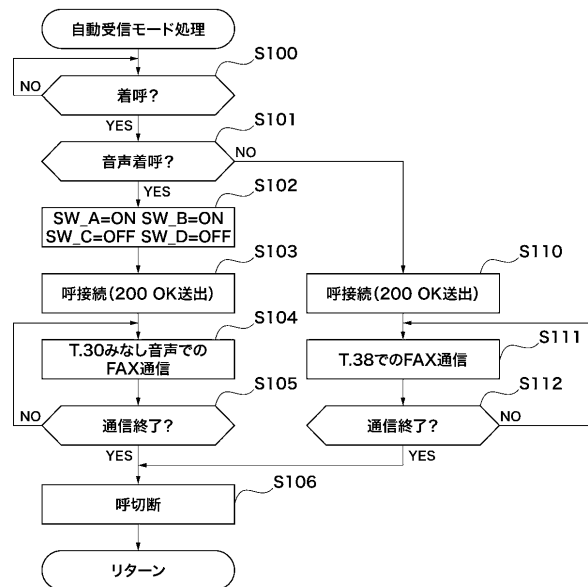 自動受信モード処理
S100
NO
着呼?
YES
S101
音声着呼?
NO
YES
S102
SW_A=ON SW_B=ON
SW_C=OFF SW_D=OFF
S103
呼接続(200 OK送出)
S110
呼接続(200 OK送出)
S104
T.30みなし音声での
FAX通信
S111
T.38でのFAX通信
S105
NO
通信終了?
YES
S112
通信終了?
NO
YES
S106
呼切断
リターン